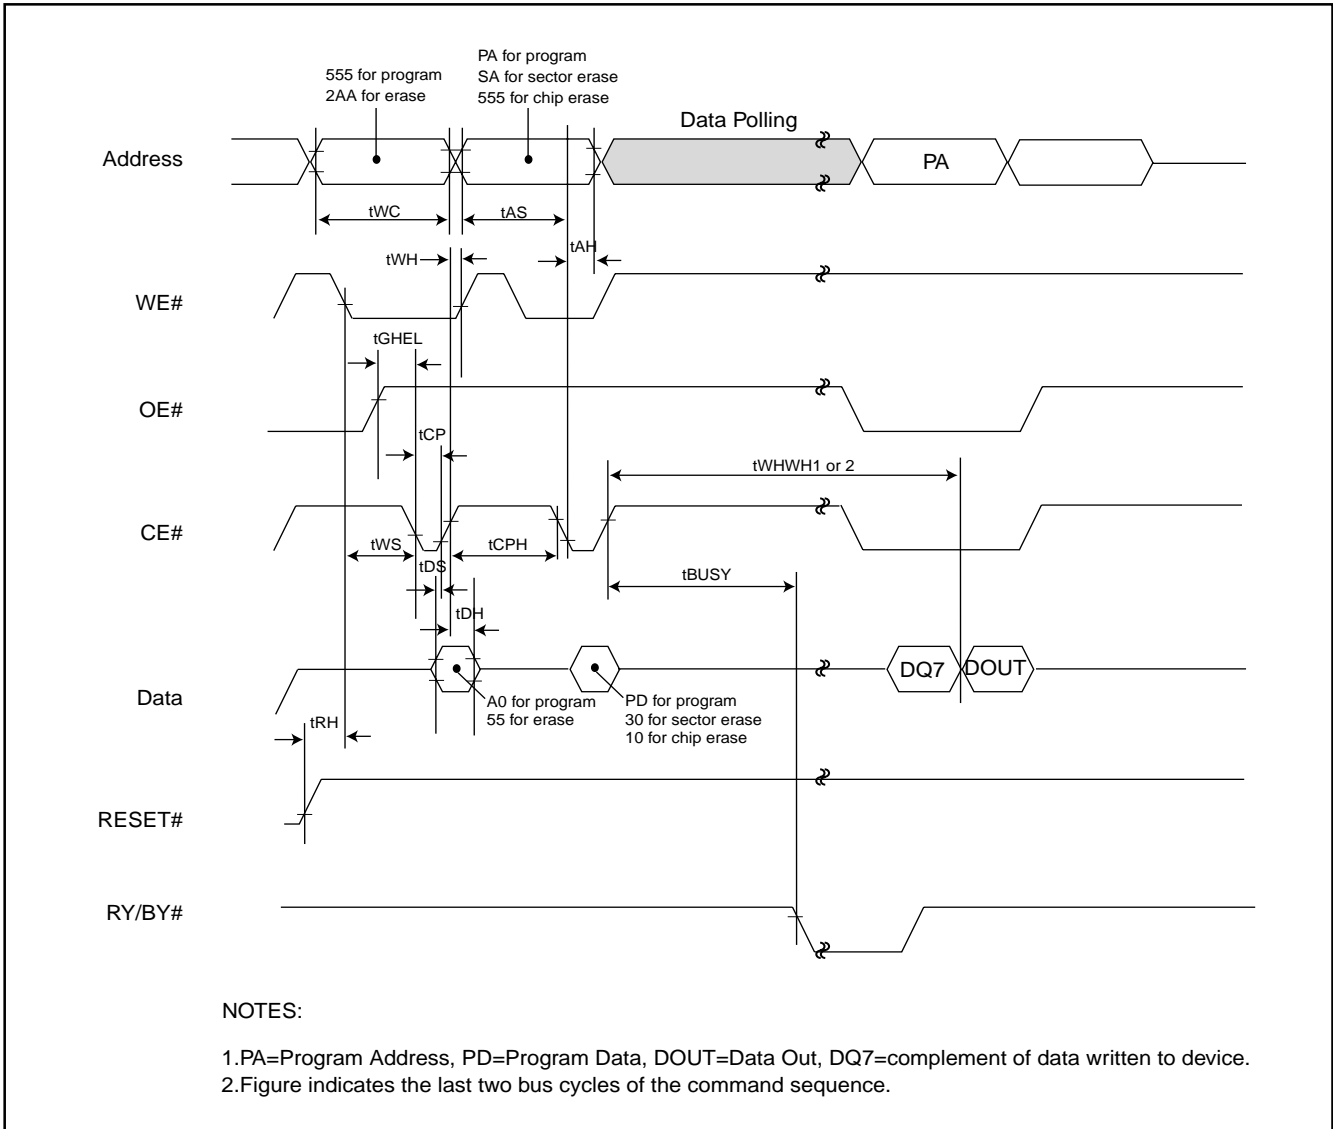 PA for program
SA for sector erase
555 for chip erase
555 for program
2AA for erase
Data Polling
Address
PA
tWC
tAS
tAH
tWH
WE#
tGHEL
OE#
tCP
tWHWH1 or 2
CE#
tWS
tCPH
tDS
tBUSY
tDH
Data
DQ7
DOUT
A0 for program
55 for erase
PD for program
30 for sector erase
10 for chip erase
tRH
RESET#
RY/BY#
NOTES:
1.PA=Program Address, PD=Program Data, DOUT=Data Out, DQ7=complement of data written to device.
2.Figure indicates the last two bus cycles of the command sequence.